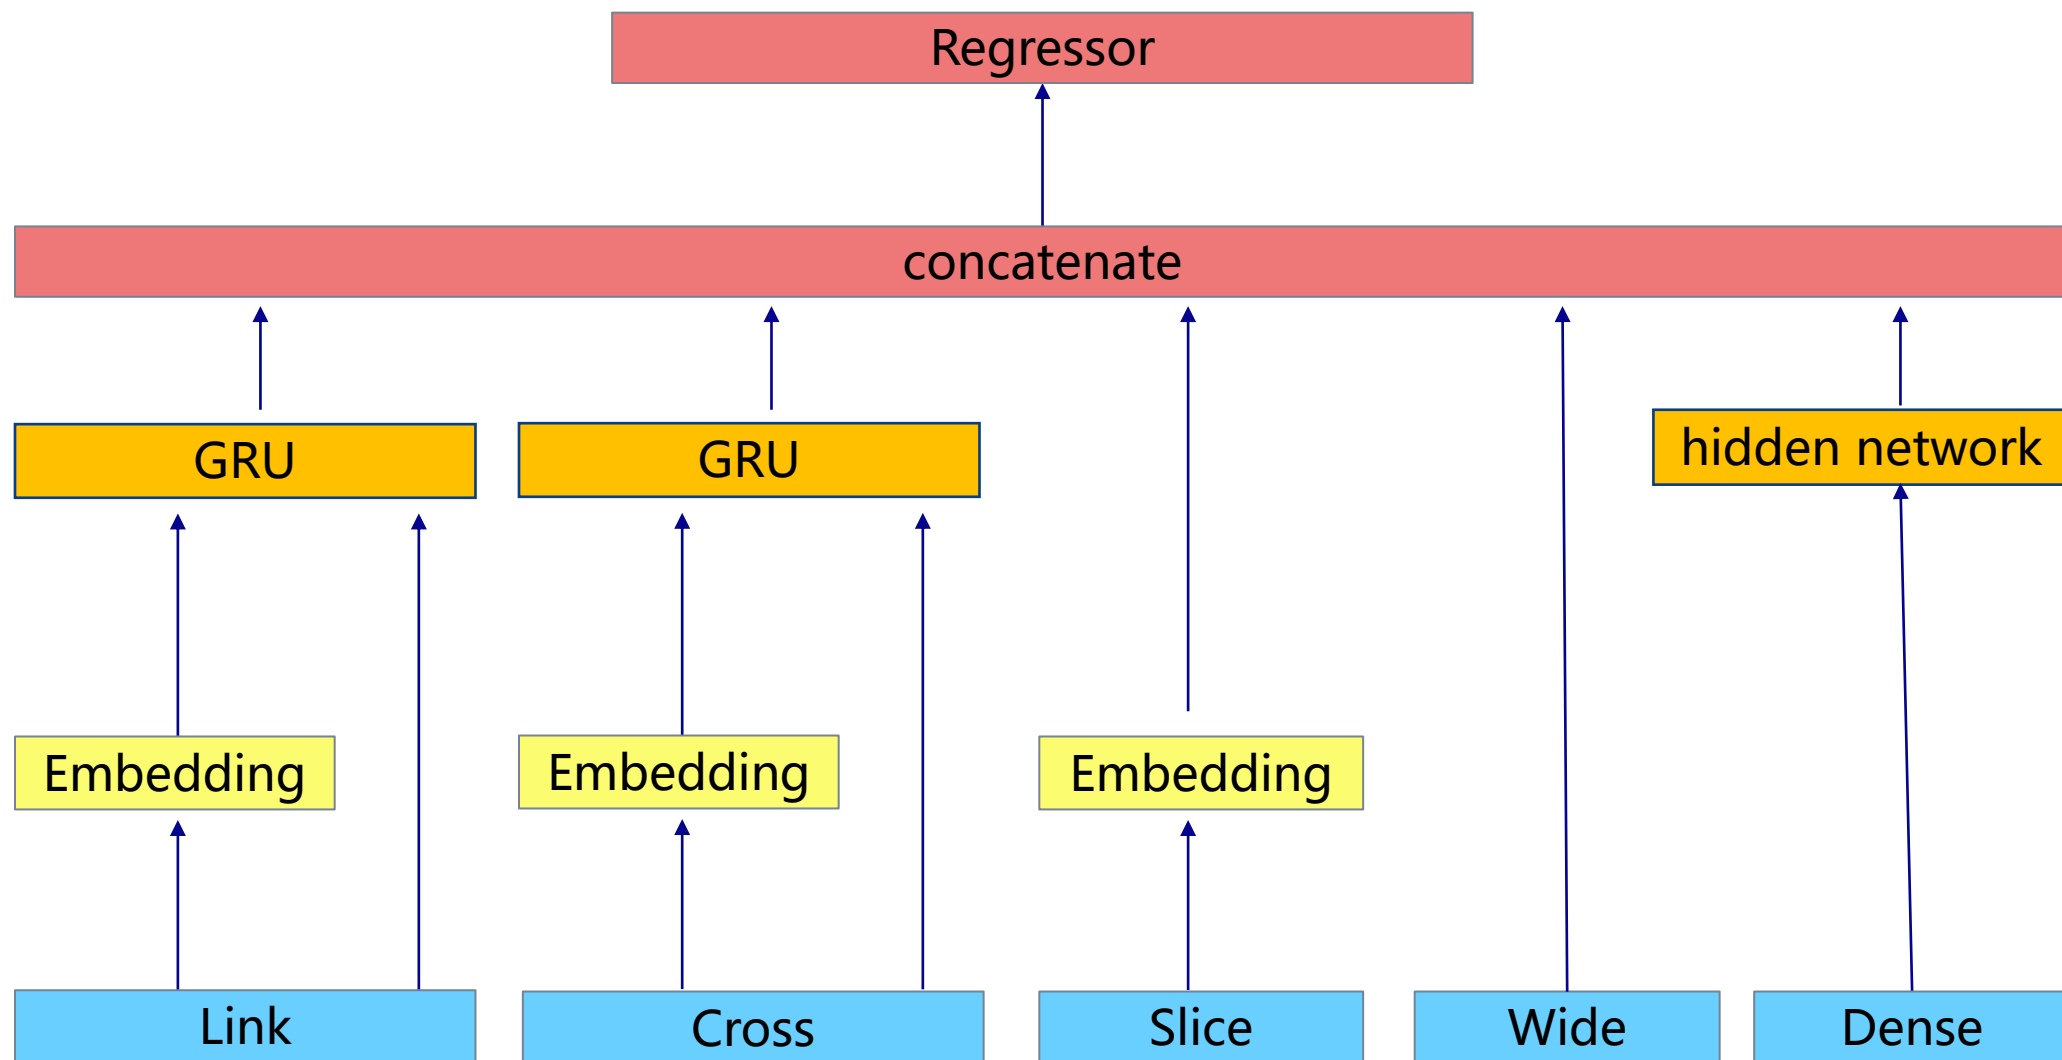 Regressor
concatenate
GRU
GRU
hidden network
Embedding
Embedding
Embedding
Link
Cross
Slice
Wide
Dense